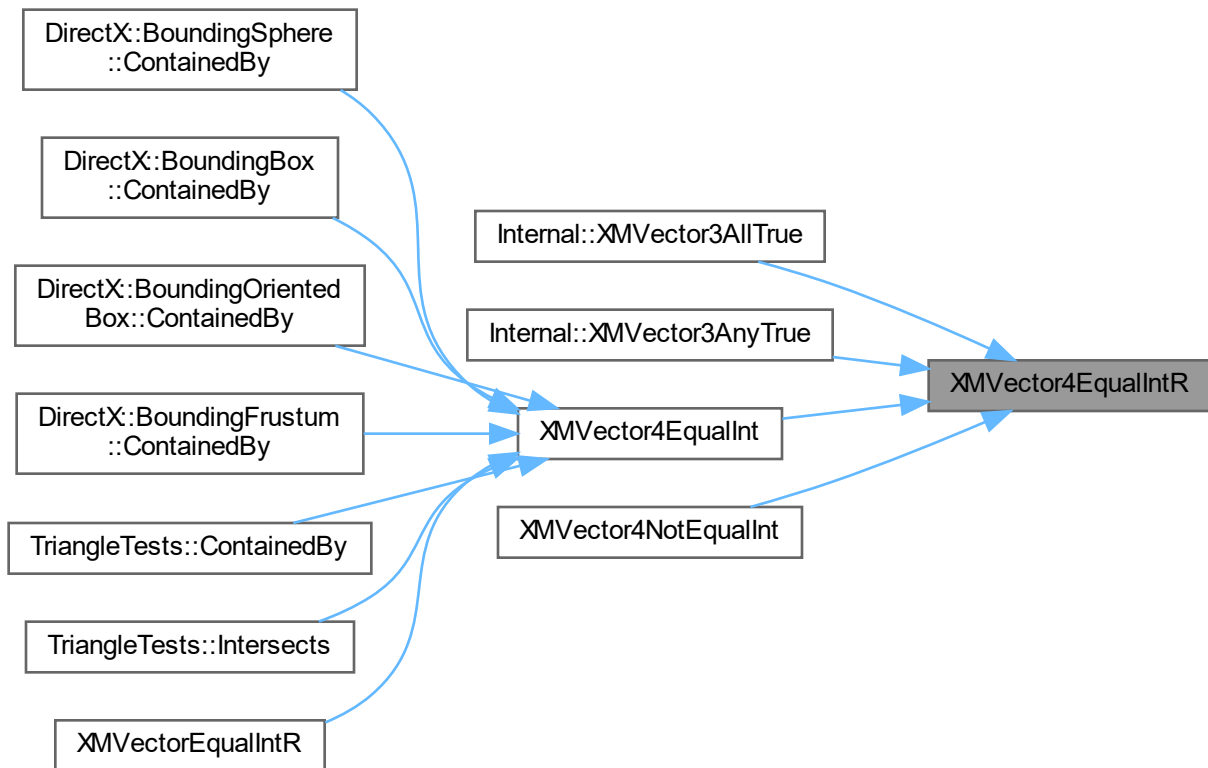 DirectX::BoundingSphere
::ContainedBy
DirectX::BoundingBox
::ContainedBy
DirectX::BoundingOriented
Box::ContainedBy
DirectX::BoundingFrustum
::ContainedBy
TriangleTests::ContainedBy
TriangleTests::Intersects
XMVectorEqualIntR
XMVector4EqualInt
Internal::XMVector3AllTrue
Internal::XMVector3AnyTrue
XMVector4NotEqualInt
XMVector4EqualIntR